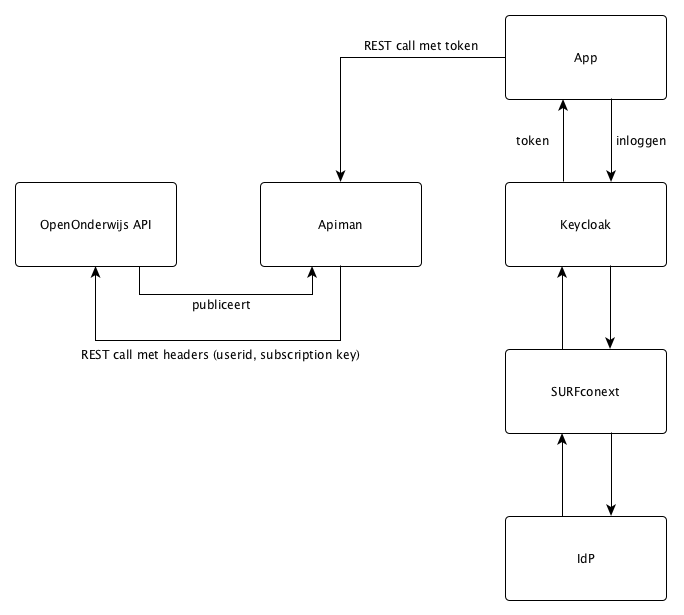 REST call met token
App
token
inloggen
OpenOnderwijs API
Apiman
Keycloak
publiceert
REST call met headers (userid, subscription key)
SURFconext
IdP